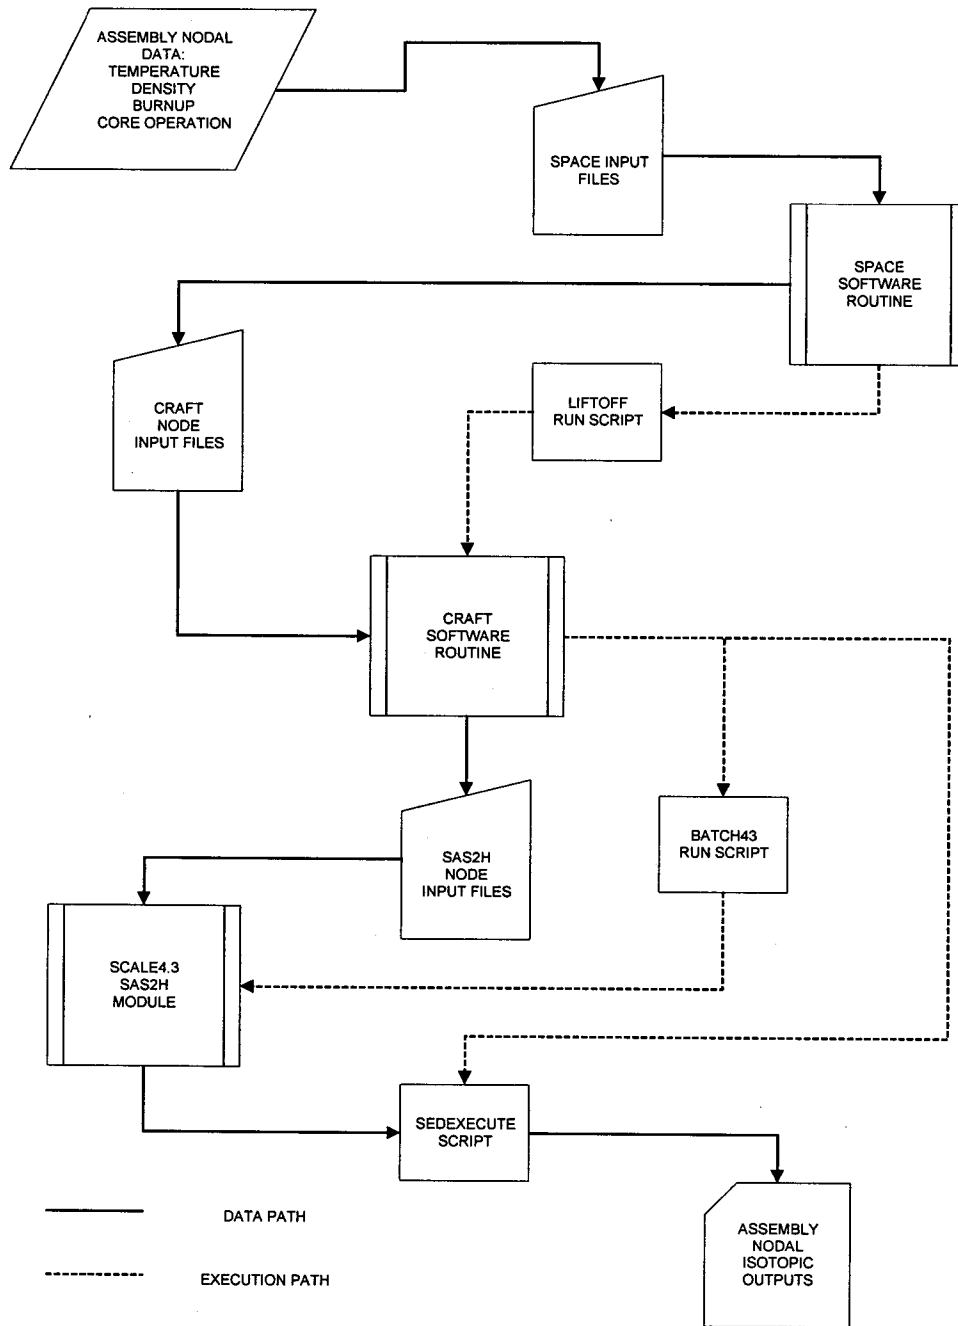 ASSEMBLY NODAL
DATA:
TEMPERATURE
DENSITY
BURNUP
CORE OPERATION
SPACE INPUT
FILES
SPACE
SOFTWARE
ROUTINE
CRAFT
NODE
INPUT FILES
LIFTOFF
RUN SCRIPT
CRAFT
SOFTWARE
ROUTINE
SAS2H
NODE
INPUT FILES
BATCH43
RUN SCRIPT
SCALE4.3
SAS2H
MODULE
SEDEXECUTE
SCRIPT
ASSEMBLY
NODAL
ISOTOPIC
OUTPUTS
DATA PATH
EXECUTION PATH